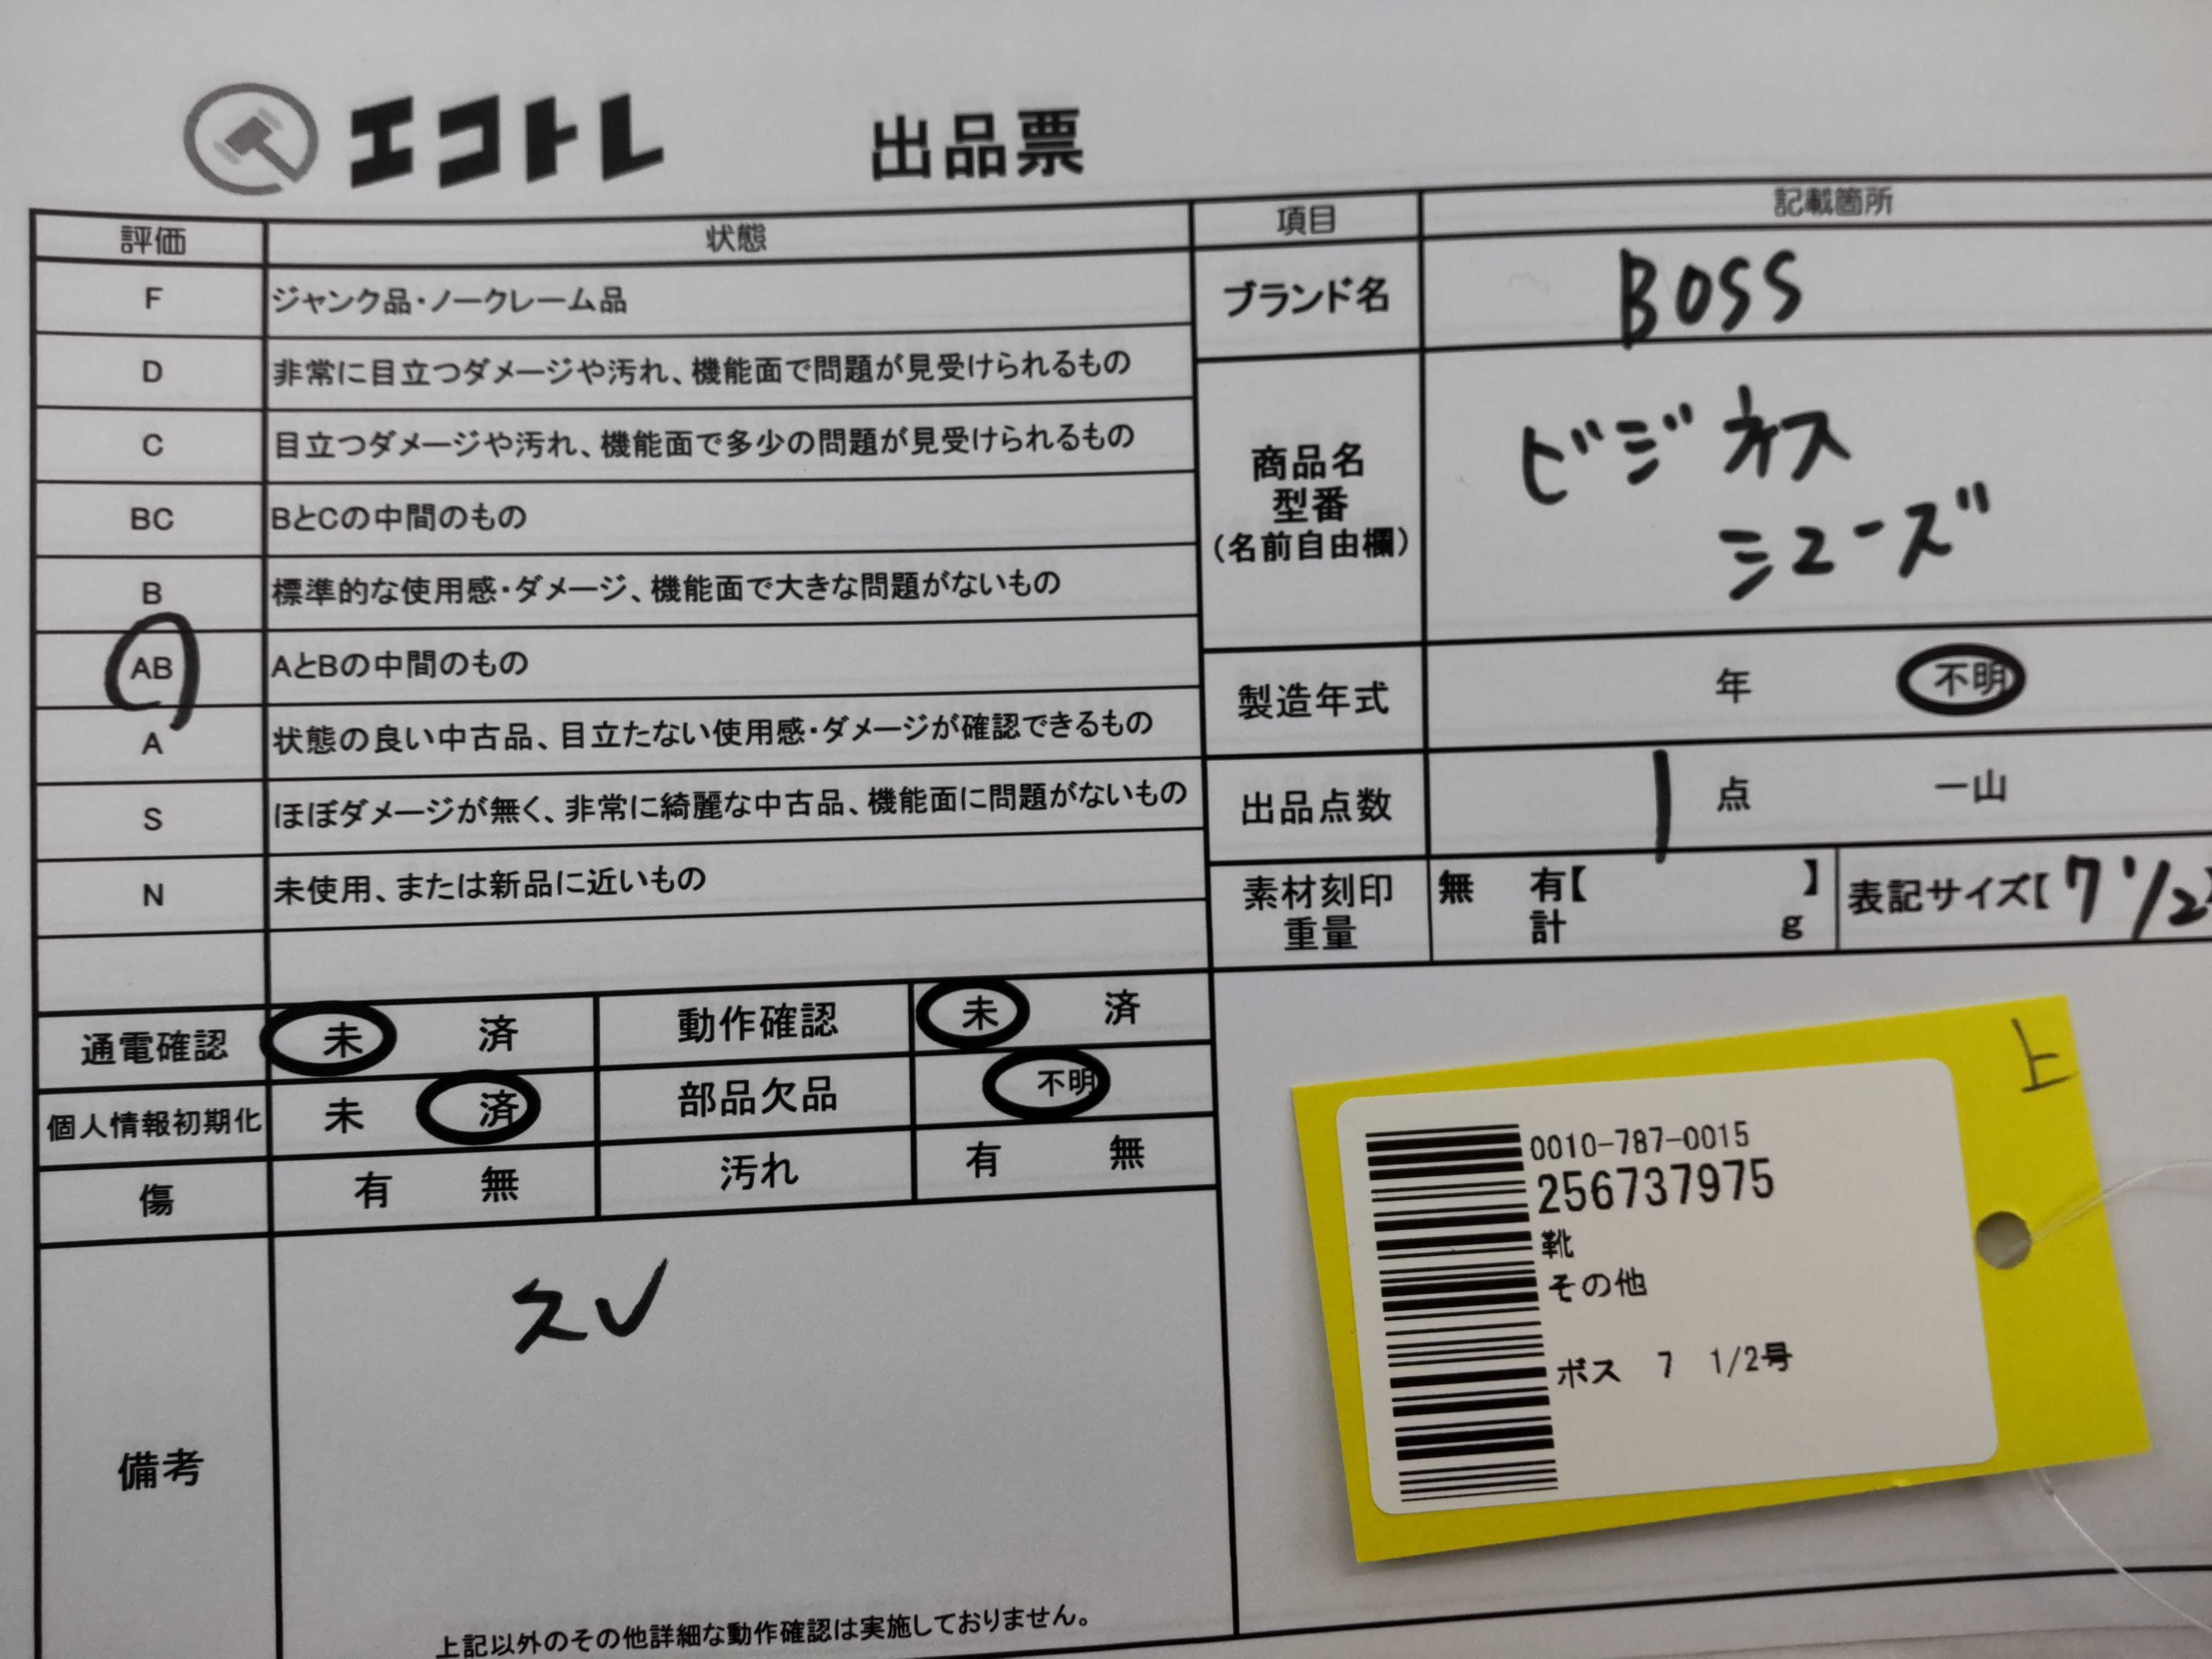 エコトレ 出品票
評価 状態
F ジャンク品・ノークレーム品
D 非常に目立つダメージや汚れ、機能面で問題が見受けられるもの
C 目立つダメージや汚れ、機能面で多少の問題が見受けられるもの
BC BとCの中間のもの
B 標準的な使用感・ダメージ、機能面で大きな問題がないもの
AB AとBの中間のもの
A 状態の良い中古品、目立たない使用感・ダメージが確認できるもの
S ほぼダメージが無く、非常に綺麗な中古品、機能面に問題がないもの
N 未使用、または新品に近いもの
項目 記載箇所
ブランド名 BOSS
商品名
型番
(名前自由欄)
ビジネス
シューズ
製造年式 年 不明
出品点数 1 点 一山
素材刻印
重量
無 有【 】
計 g
表記サイズ【7 1/2】
通電確認 未 済 動作確認 未 済
個人情報初期化 未 済 部品欠品 不明
傷 有 無 汚れ 有 無
備考
スレ
上記以外のその他詳細な動作確認は実施しておりません。
上
0010-787-0015
256737975
靴
その他
ボス 7 1/2号